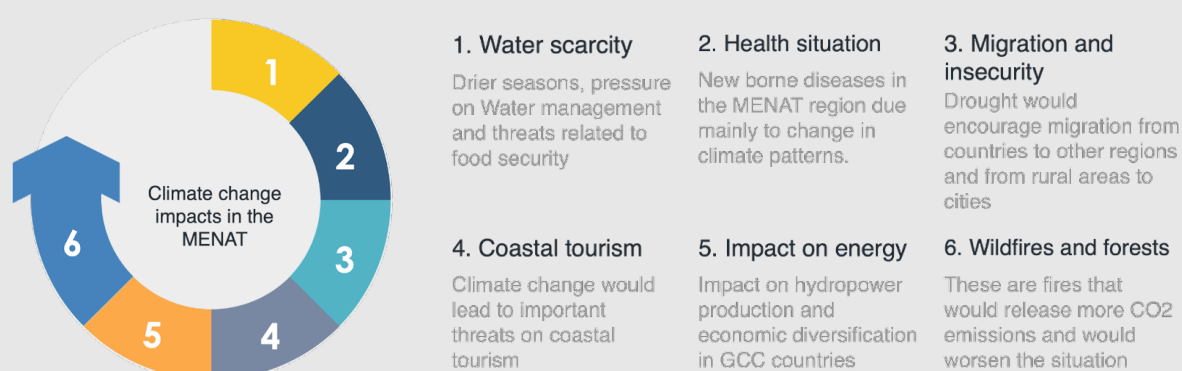 1
2
3
4
5
6
Climate change
impacts in the
MENAT
1. Water scarcity
Drier seasons, pressure
on Water management
and threats related to
food security
2. Health situation
New borne diseases in
the MENAT region due
mainly to change in
climate patterns.
3. Migration and
insecurity
Drought would
encourage migration from
countries to other regions
and from rural areas to
cities
4. Coastal tourism
Climate change would
lead to important
threats on coastal
tourism
5. Impact on energy
Impact on hydropower
production and
economic diversification
in GCC countries
6. Wildfires and forests
These are fires that
would release more CO2
emissions and would
worsen the situation